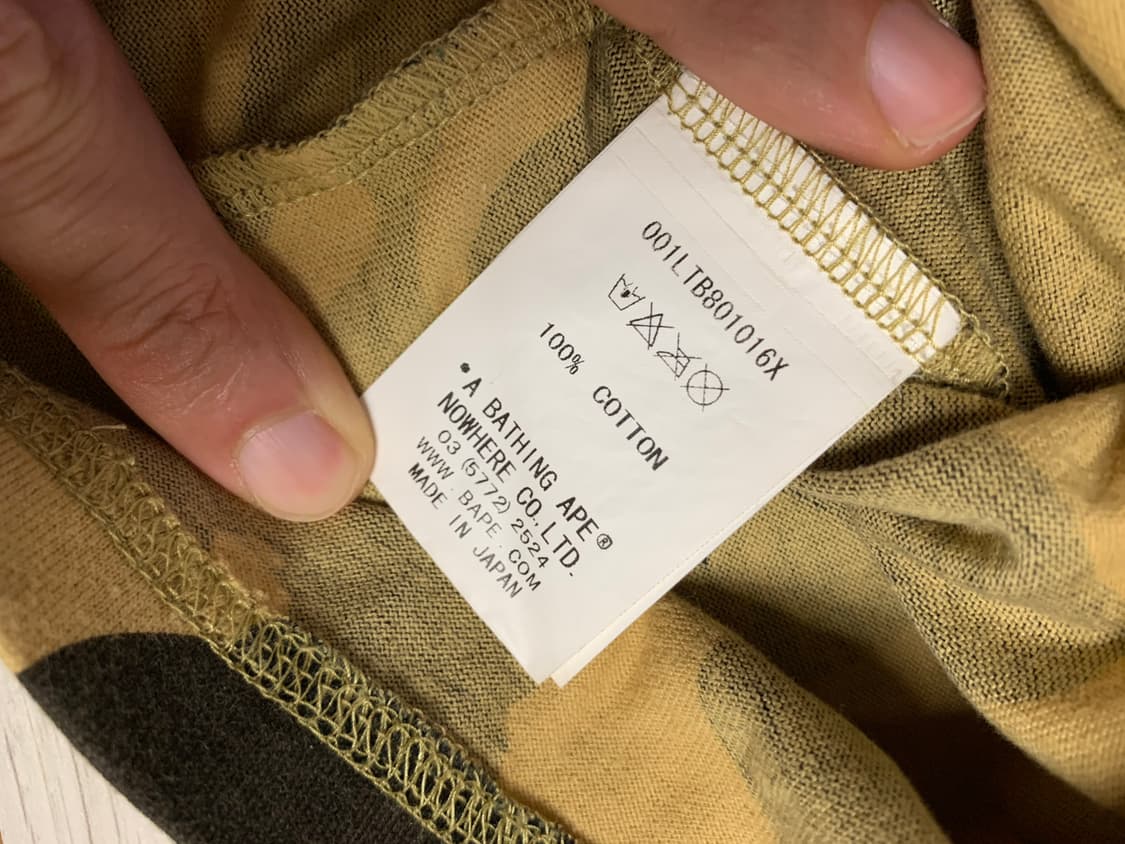 001LTB801016X
100% COTTON
A BATHING APE®
NOWHERE CO., LTD.
03 (5772) 2524
WWW. BAPE. COM
MADE IN JAPAN